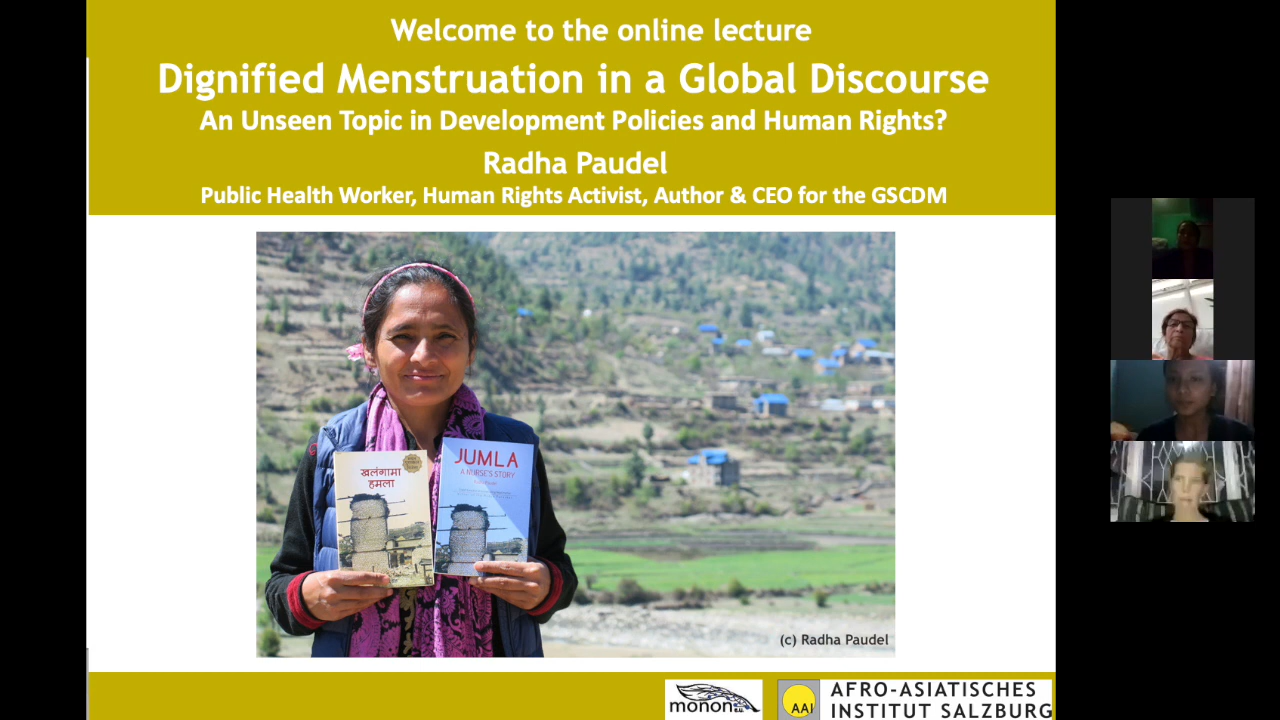 Welcome to the online lecture
Dignified Menstruation in a Global Discourse
An Unseen Topic in Development Policies and Human Rights?
Radha Paudel
Public Health Worker, Human Rights Activist, Author & CEO for the GSCDM
खलंगामा
हमला
JUMLA
A NURSE'S STORY
(c) Radha Paudel
monon
AAI
AFRO-ASIATISCHES
INSTITUT SALZBURG